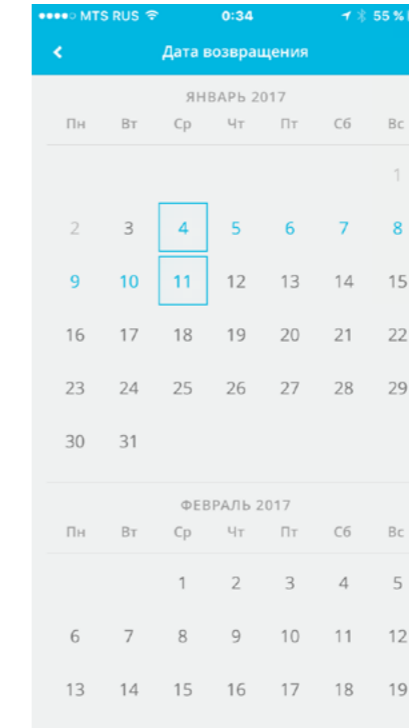 MTS RUS 0:34 55 %
Дата возвращения
ЯНВАРЬ 2017
Пн Вт Ср Чт Пт Сб Вс
1
2 3 4 5 6 7 8
9 10 11 12 13 14 15
16 17 18 19 20 21 22
23 24 25 26 27 28 29
30 31
ФЕВРАЛЬ 2017
Пн Вт Ср Чт Пт Сб Вс
1 2 3 4 5
6 7 8 9 10 11 12
13 14 15 16 17 18 19